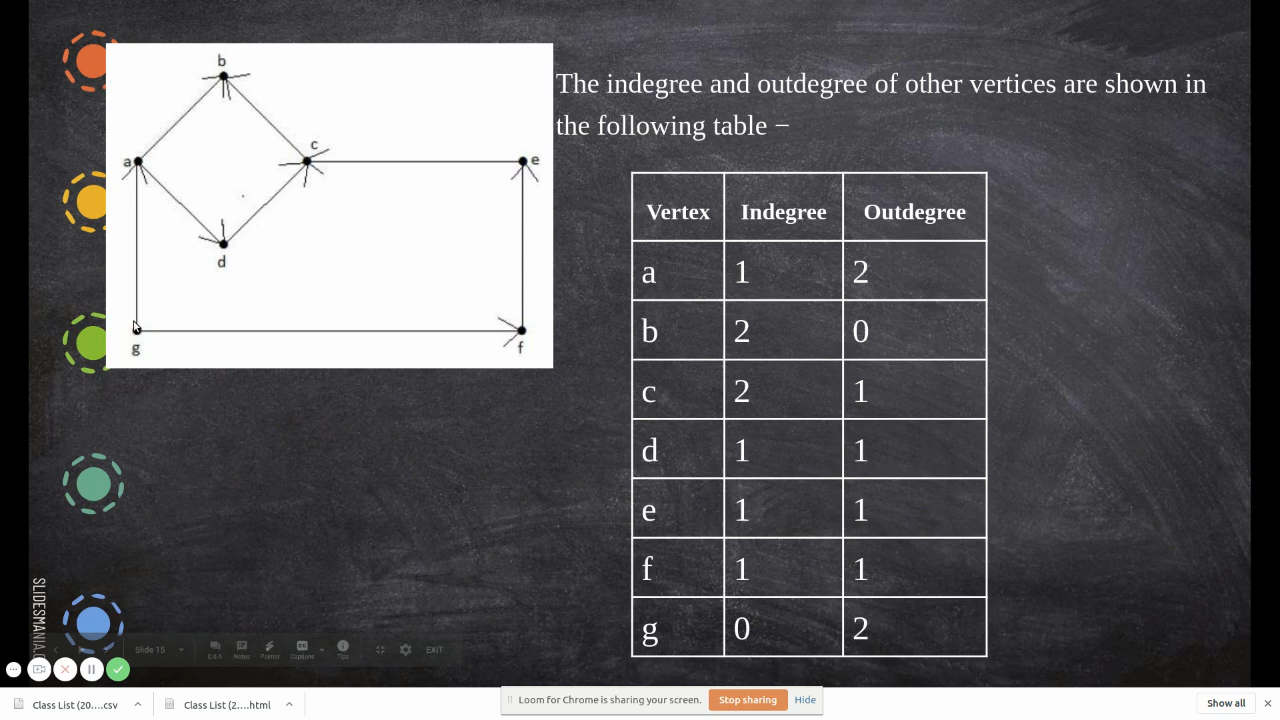 b
The indegree and outdegree of other vertices are shown in
the following table −
a
c
e
d
g
f
Vertex Indegree Outdegree
a 1 2
b 2 0
c 2 1
d 1 1
e 1 1
f 1 1
g 0 2
SLIDESMANIA.C
Slide 15
Q & A Notes Pointer Captions Tips EXIT
Loom for Chrome is sharing your screen. Stop sharing Hide
Class List (20....csv Class List (2....html Show all